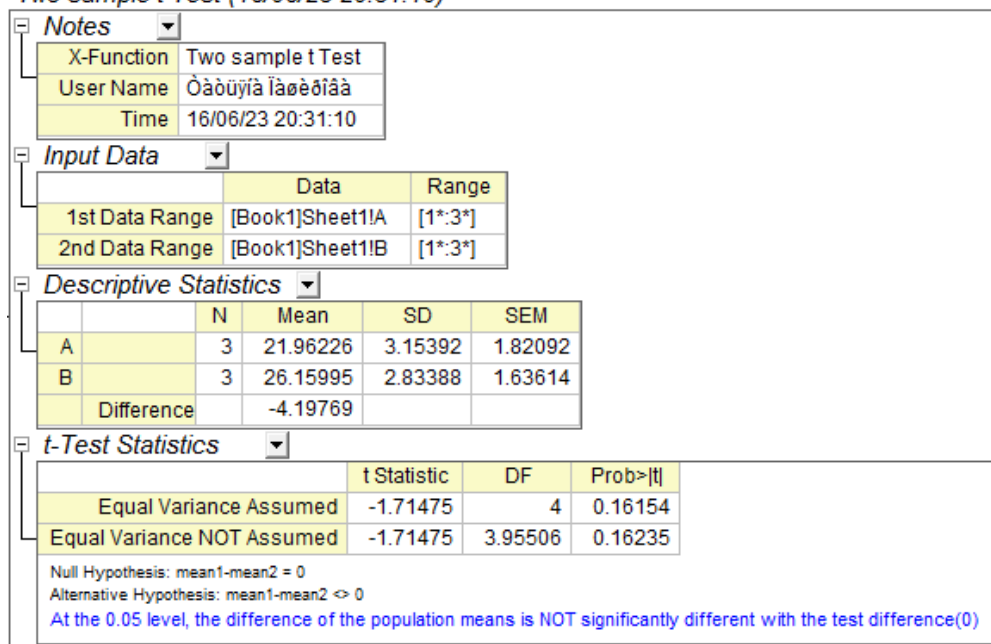 Notes
X-Function Two sample t Test
User Name Òàòüÿíà Ïàøèðîâà
Time 16/06/23 20:31:10
Input Data
Data Range
1st Data Range [Book1]Sheet1!A [1*:3*]
2nd Data Range [Book1]Sheet1!B [1*:3*]
Descriptive Statistics
N Mean SD SEM
A 3 21.96226 3.15392 1.82092
B 3 26.15995 2.83388 1.63614
Difference -4.19769
t-Test Statistics
t Statistic DF Prob>|t|
Equal Variance Assumed -1.71475 4 0.16154
Equal Variance NOT Assumed -1.71475 3.95506 0.16235
Null Hypothesis: mean1-mean2 = 0
Alternative Hypothesis: mean1-mean2 <> 0
At the 0.05 level, the difference of the population means is NOT significantly different with the test difference(0)